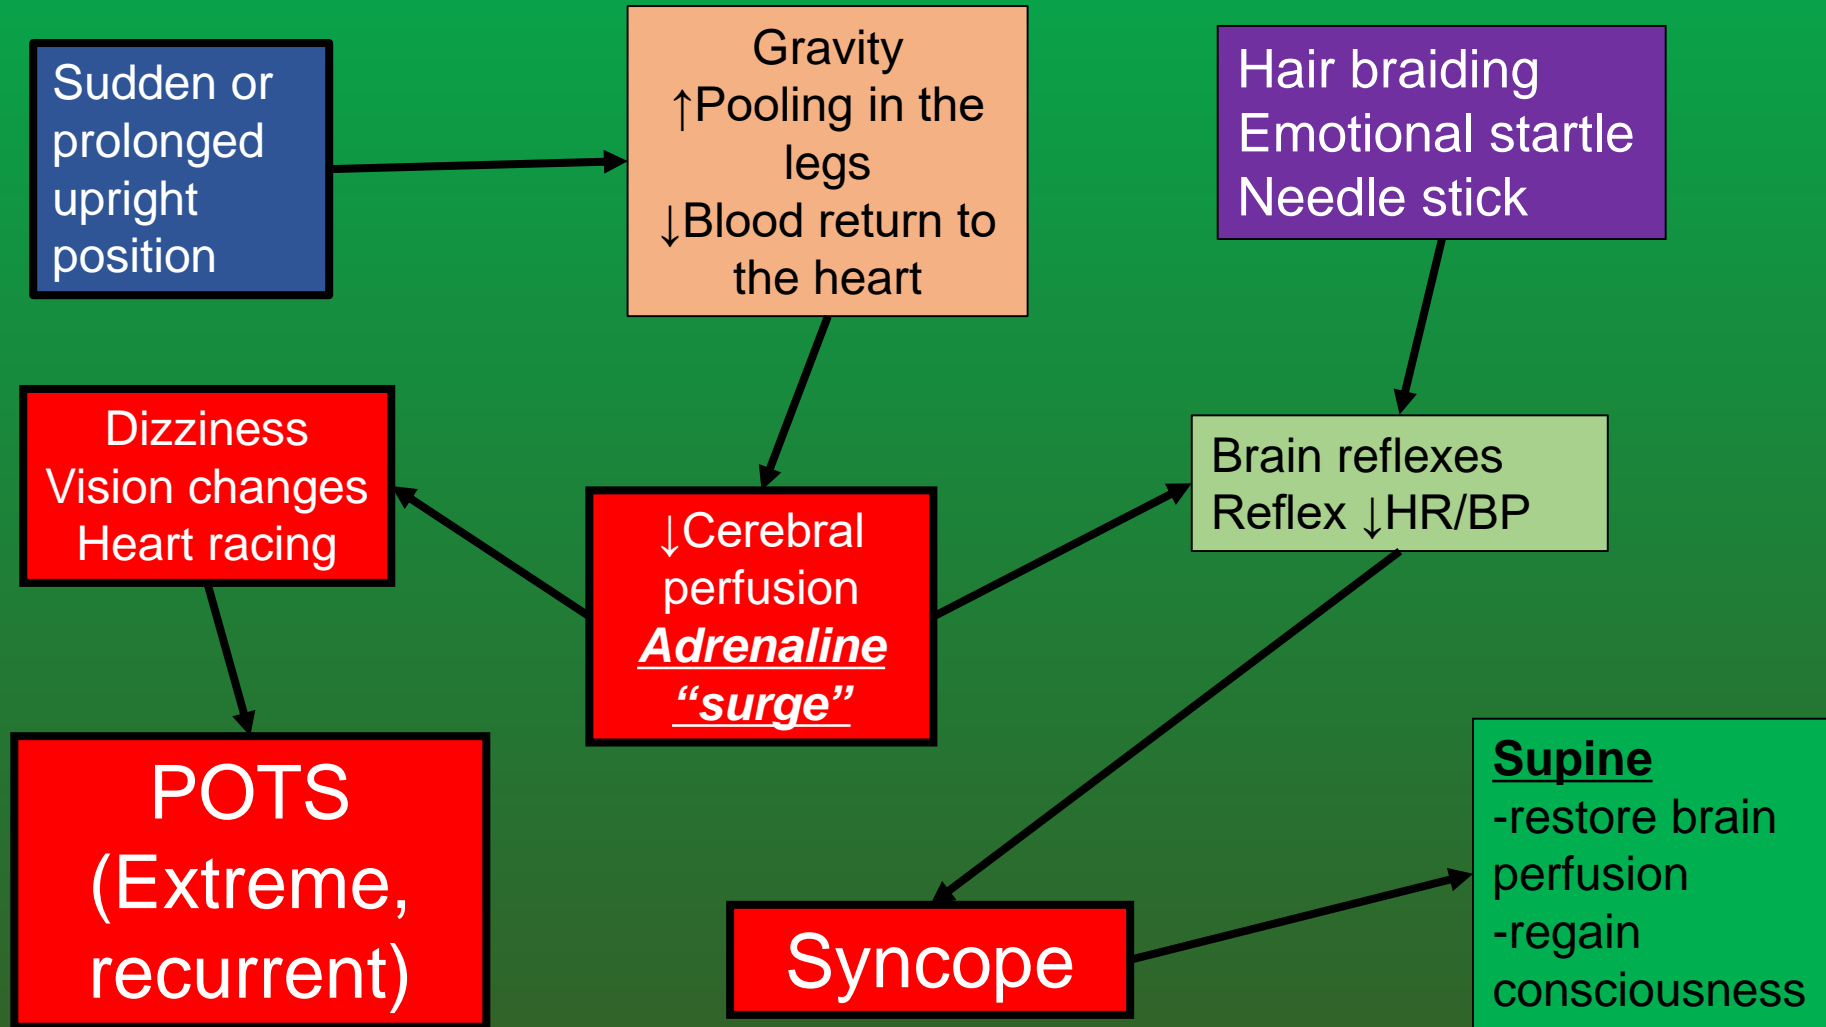 Sudden or
prolonged
upright
position
Gravity
↑Pooling in the
legs
↓Blood return to
the heart
Hair braiding
Emotional startle
Needle stick
Dizziness
Vision changes
Heart racing
↓Cerebral
perfusion
Adrenaline
“surge”
Brain reflexes
Reflex ↓HR/BP
POTS
(Extreme,
recurrent)
Syncope
Supine
-restore brain
perfusion
-regain
consciousness